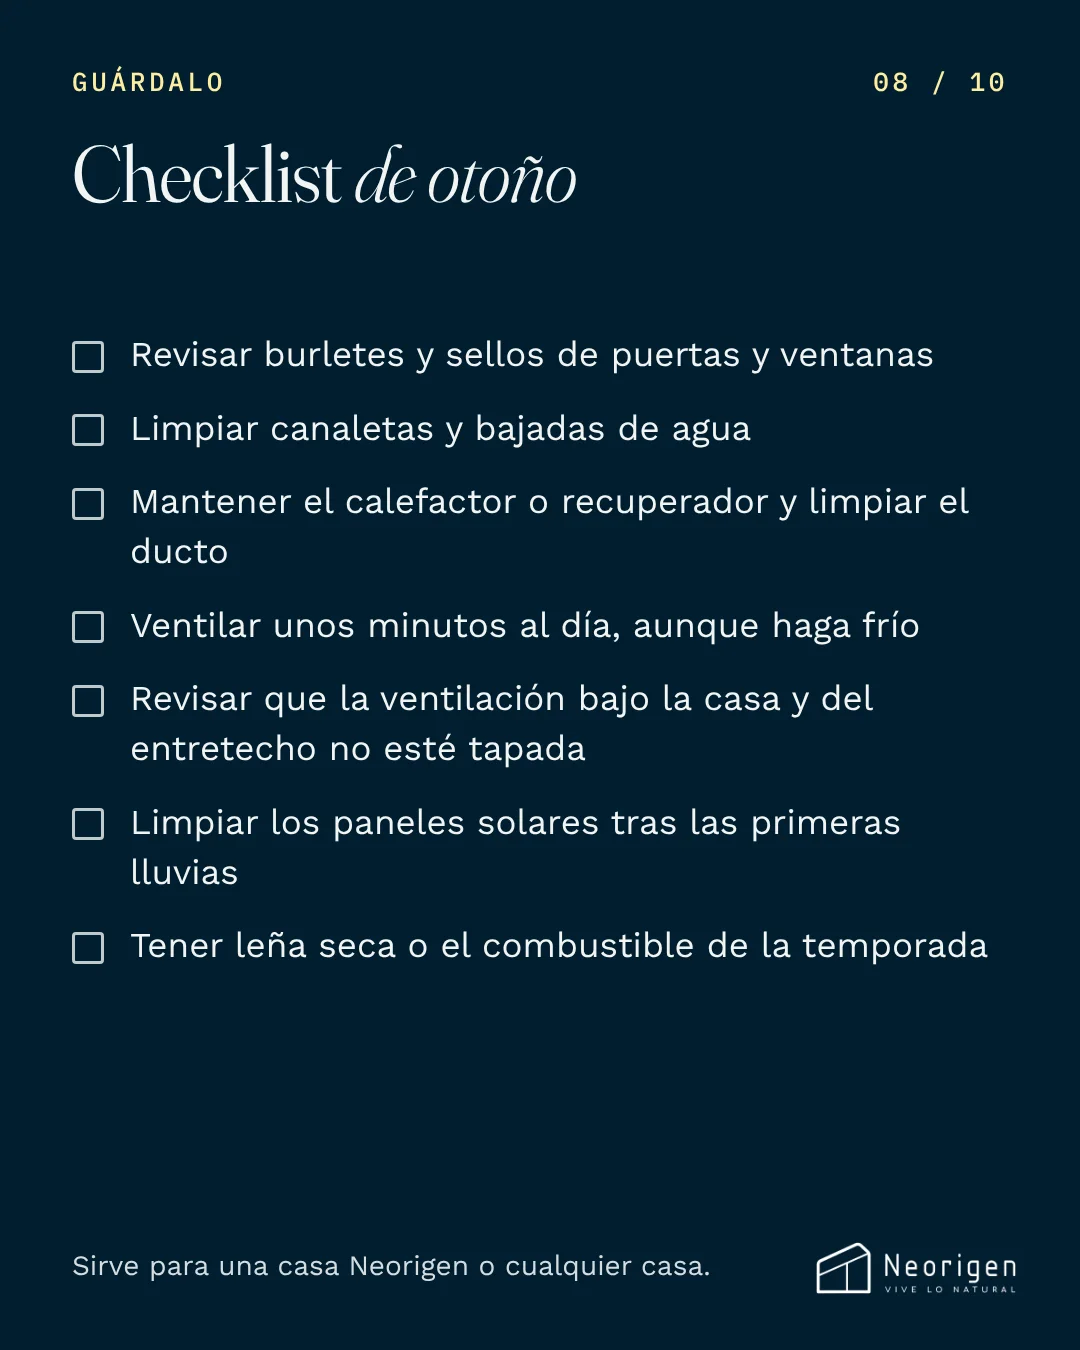 GUÁRDALO
08 / 10
Checklist de otoño
Revisar burletes y sellos de puertas y ventanas
Limpiar canaletas y bajadas de agua
Mantener el calefactor o recuperador y limpiar el
ducto
Ventilar unos minutos al día, aunque haga frío
Revisar que la ventilación bajo la casa y del
entretecho no esté tapada
Limpiar los paneles solares tras las primeras
lluvias
Tener leña seca o el combustible de la temporada
Sirve para una casa Neorigen o cualquier casa.
Neorigen
VIVE LO NATURAL